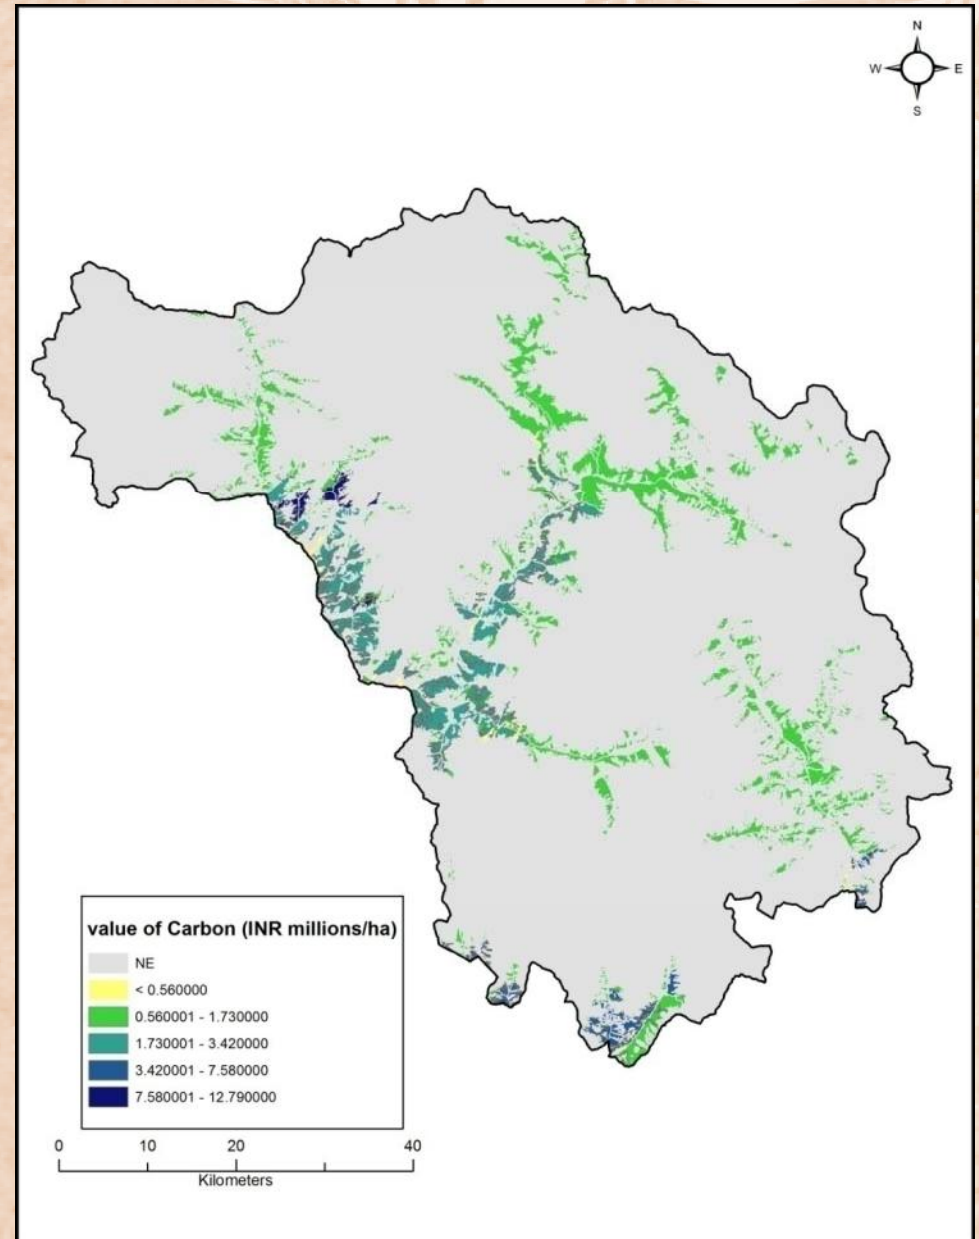 N
W E
S
value of Carbon (INR millions/ha)
NE
< 0.560000
0.560001 - 1.730000
1.730001 - 3.420000
3.420001 - 7.580000
7.580001 - 12.790000
0 10 20 40
Kilometers